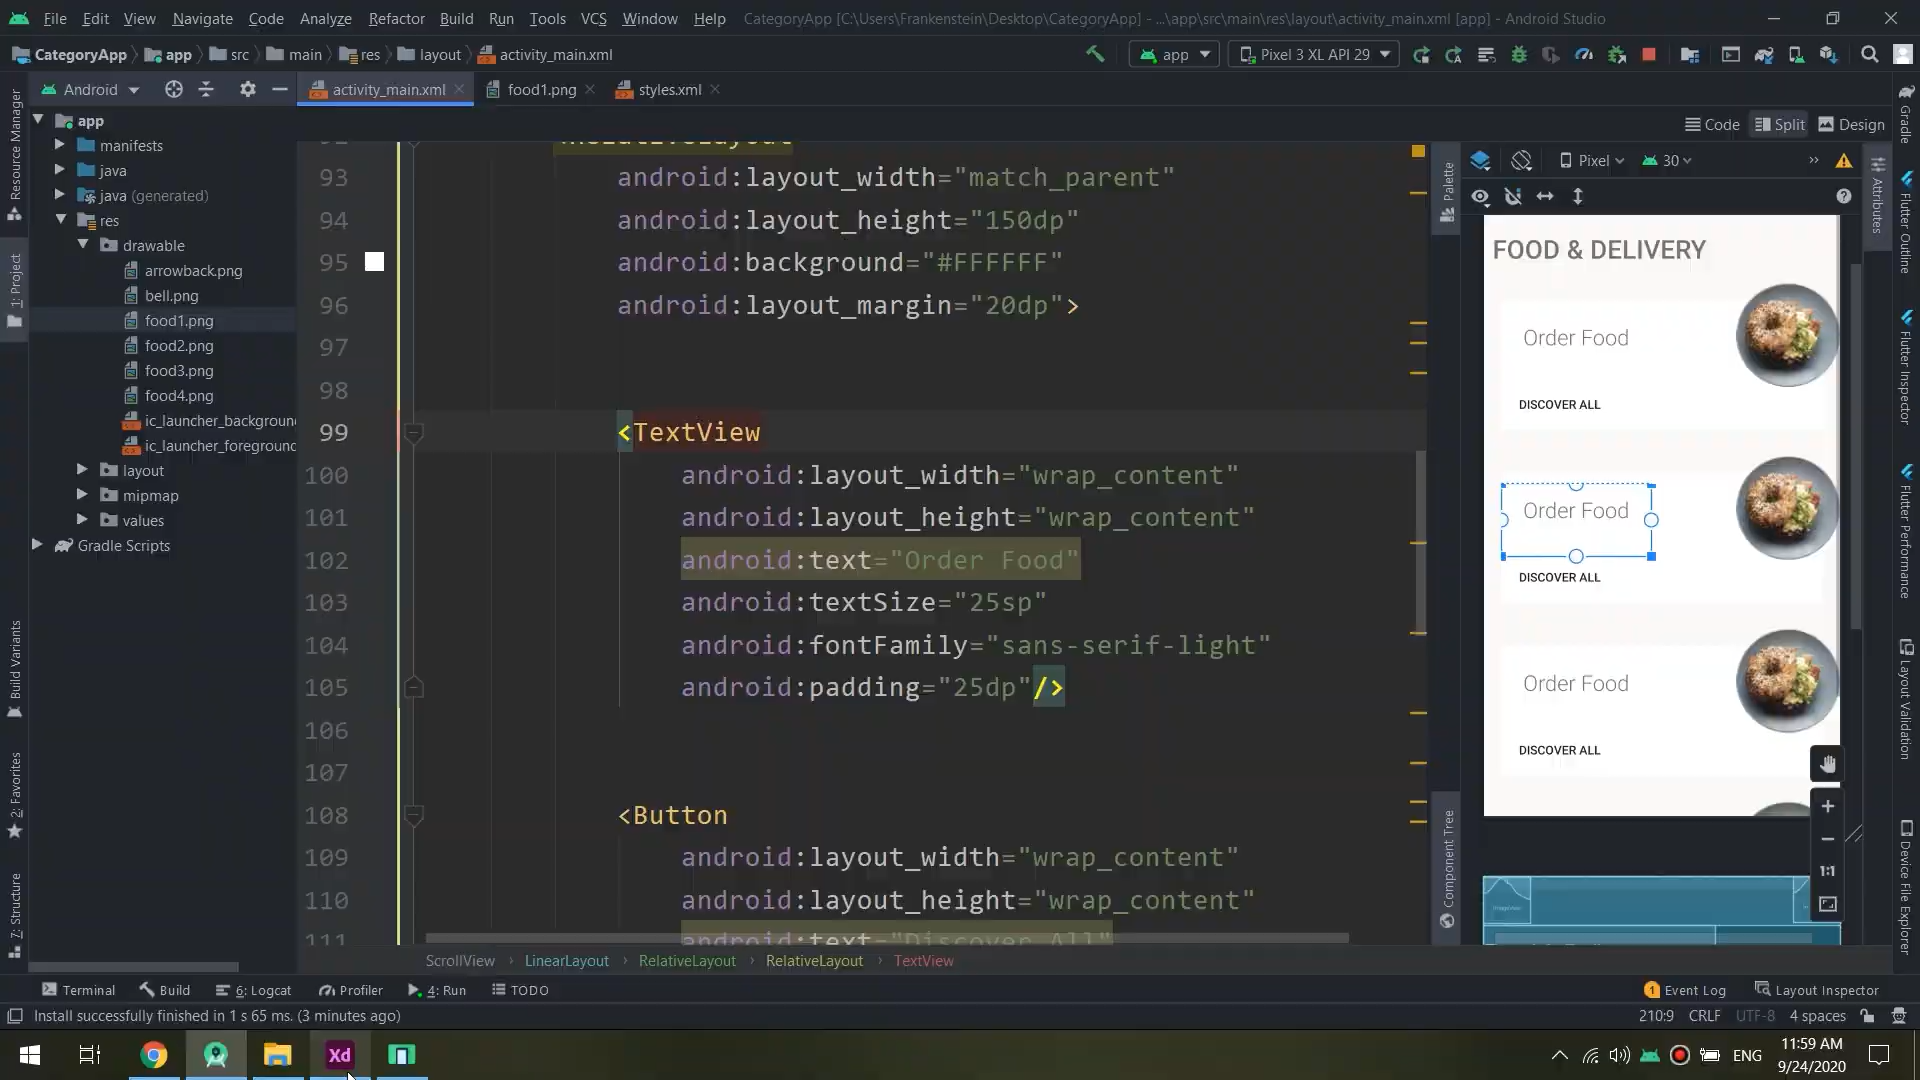 File Edit View Navigate Code Analyze Refactor Build Run Tools VCS Window Help CategoryApp [C:\Users\Frankenstein\Desktop\CategoryApp] - ...\app\src\main\res\layout\activity_main.xml [app] - Android Studio
CategoryApp app src main res layout activity_main.xml app Pixel 3 XL API 29
Android activity_main.xml food1.png styles.xml
Code Split Design
Pixel 30
app
manifests
java
java (generated)
res
drawable
arrowback.png
bell.png
food1.png
food2.png
food3.png
food4.png
ic_launcher_background
ic_launcher_foreground
layout
mipmap
values
Gradle Scripts
Resource Manager
1: Project
Build Variants
2: Favorites
7: Structure
93 android:layout_width="match_parent"
94 android:layout_height="150dp"
95 android:background="#FFFFFF"
96 android:layout_margin="20dp">
97
98
99 <TextView
100 android:layout_width="wrap_content"
101 android:layout_height="wrap_content"
102 android:text="Order Food"
103 android:textSize="25sp"
104 android:fontFamily="sans-serif-light"
105 android:padding="25dp"/>
106
107
108 <Button
109 android:layout_width="wrap_content"
110 android:layout_height="wrap_content"
111 android:text="Discover All"
Palette
Component Tree
FOOD & DELIVERY
Order Food
DISCOVER ALL
Order Food
DISCOVER ALL
Order Food
DISCOVER ALL
1:1
Attributes
Gradle
Flutter Outline
Flutter Inspector
Flutter Performance
Layout Validation
Device File Explorer
ScrollView LinearLayout RelativeLayout RelativeLayout TextView
Terminal Build 6: Logcat Profiler 4: Run TODO 1 Event Log Layout Inspector
Install successfully finished in 1 s 65 ms. (3 minutes ago) 210:9 CRLF UTF-8 4 spaces
Xd ENG 11:59 AM
9/24/2020